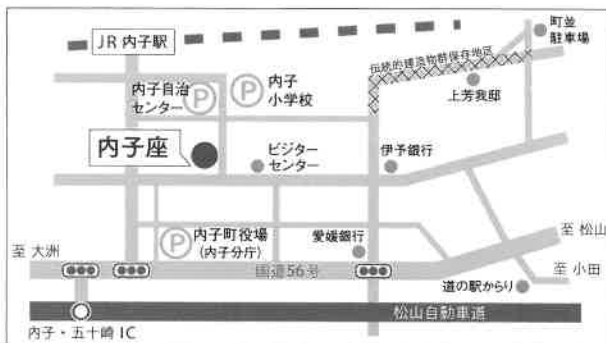 町並
駐車場
JR 内子駅
伝統的建造物群保存地区
内子自治
センター
P
P
内子
小学校
上芳我邸
内子座
ビジター
センター
伊予銀行
P
内子町役場
(内子分庁)
愛媛銀行
至 松山
至 大洲
国道56号
至 小田
道の駅からり
松山自動車道
内子・五十崎 IC